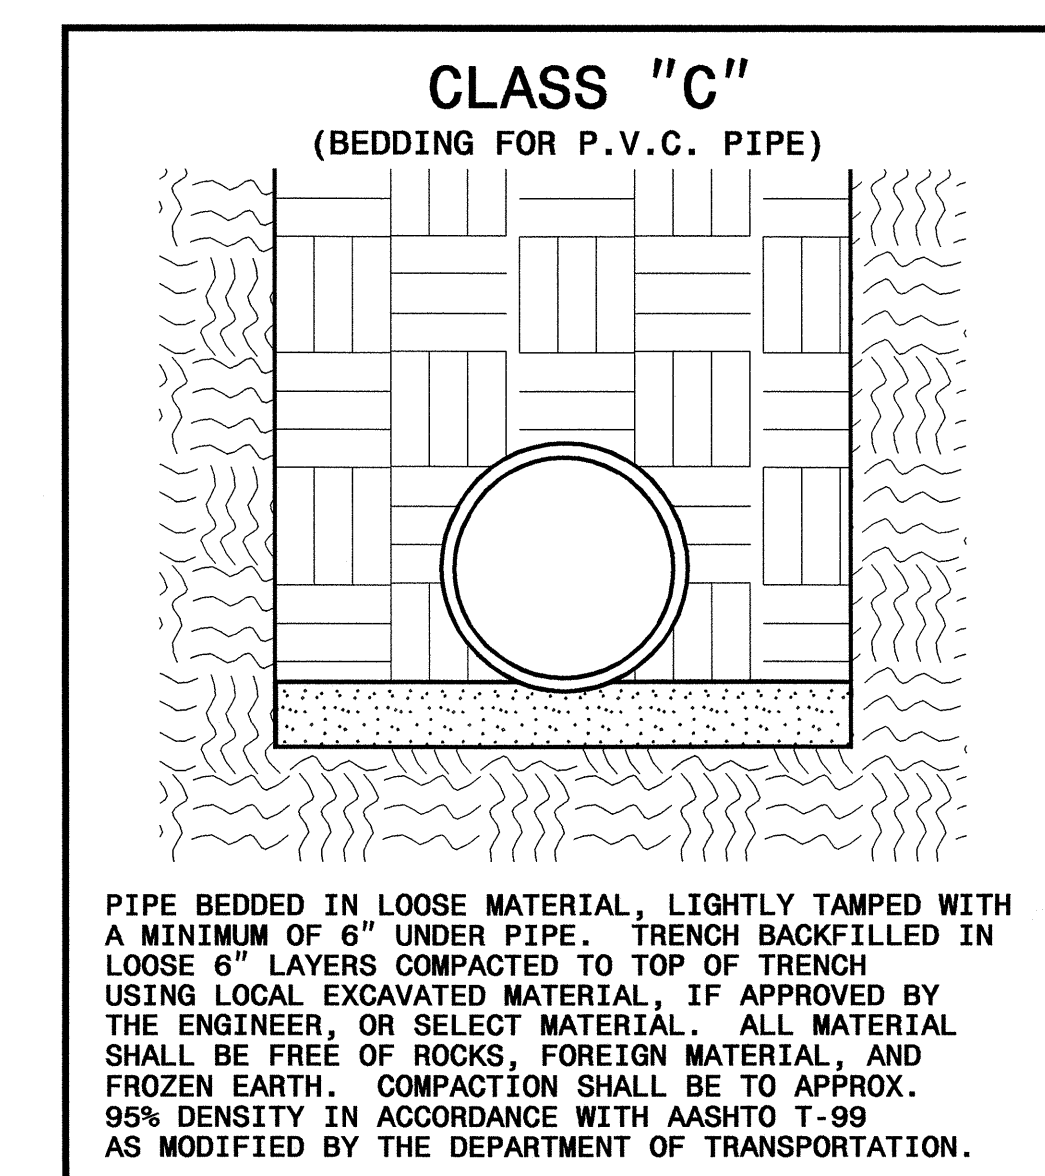 CLASS "C"
(BEDDING FOR P.V.C. PIPE)
PIPE BEDDED IN LOOSE MATERIAL, LIGHTLY TAMPED WITH
A MINIMUM OF 6" UNDER PIPE. TRENCH BACKFILLED IN
LOOSE 6" LAYERS COMPACTED TO TOP OF TRENCH
USING LOCAL EXCAVATED MATERIAL, IF APPROVED BY
THE ENGINEER, OR SELECT MATERIAL. ALL MATERIAL
SHALL BE FREE OF ROCKS, FOREIGN MATERIAL, AND
FROZEN EARTH. COMPACTION SHALL BE TO APPROX.
95% DENSITY IN ACCORDANCE WITH AASHTO T-99
AS MODIFIED BY THE DEPARTMENT OF TRANSPORTATION.